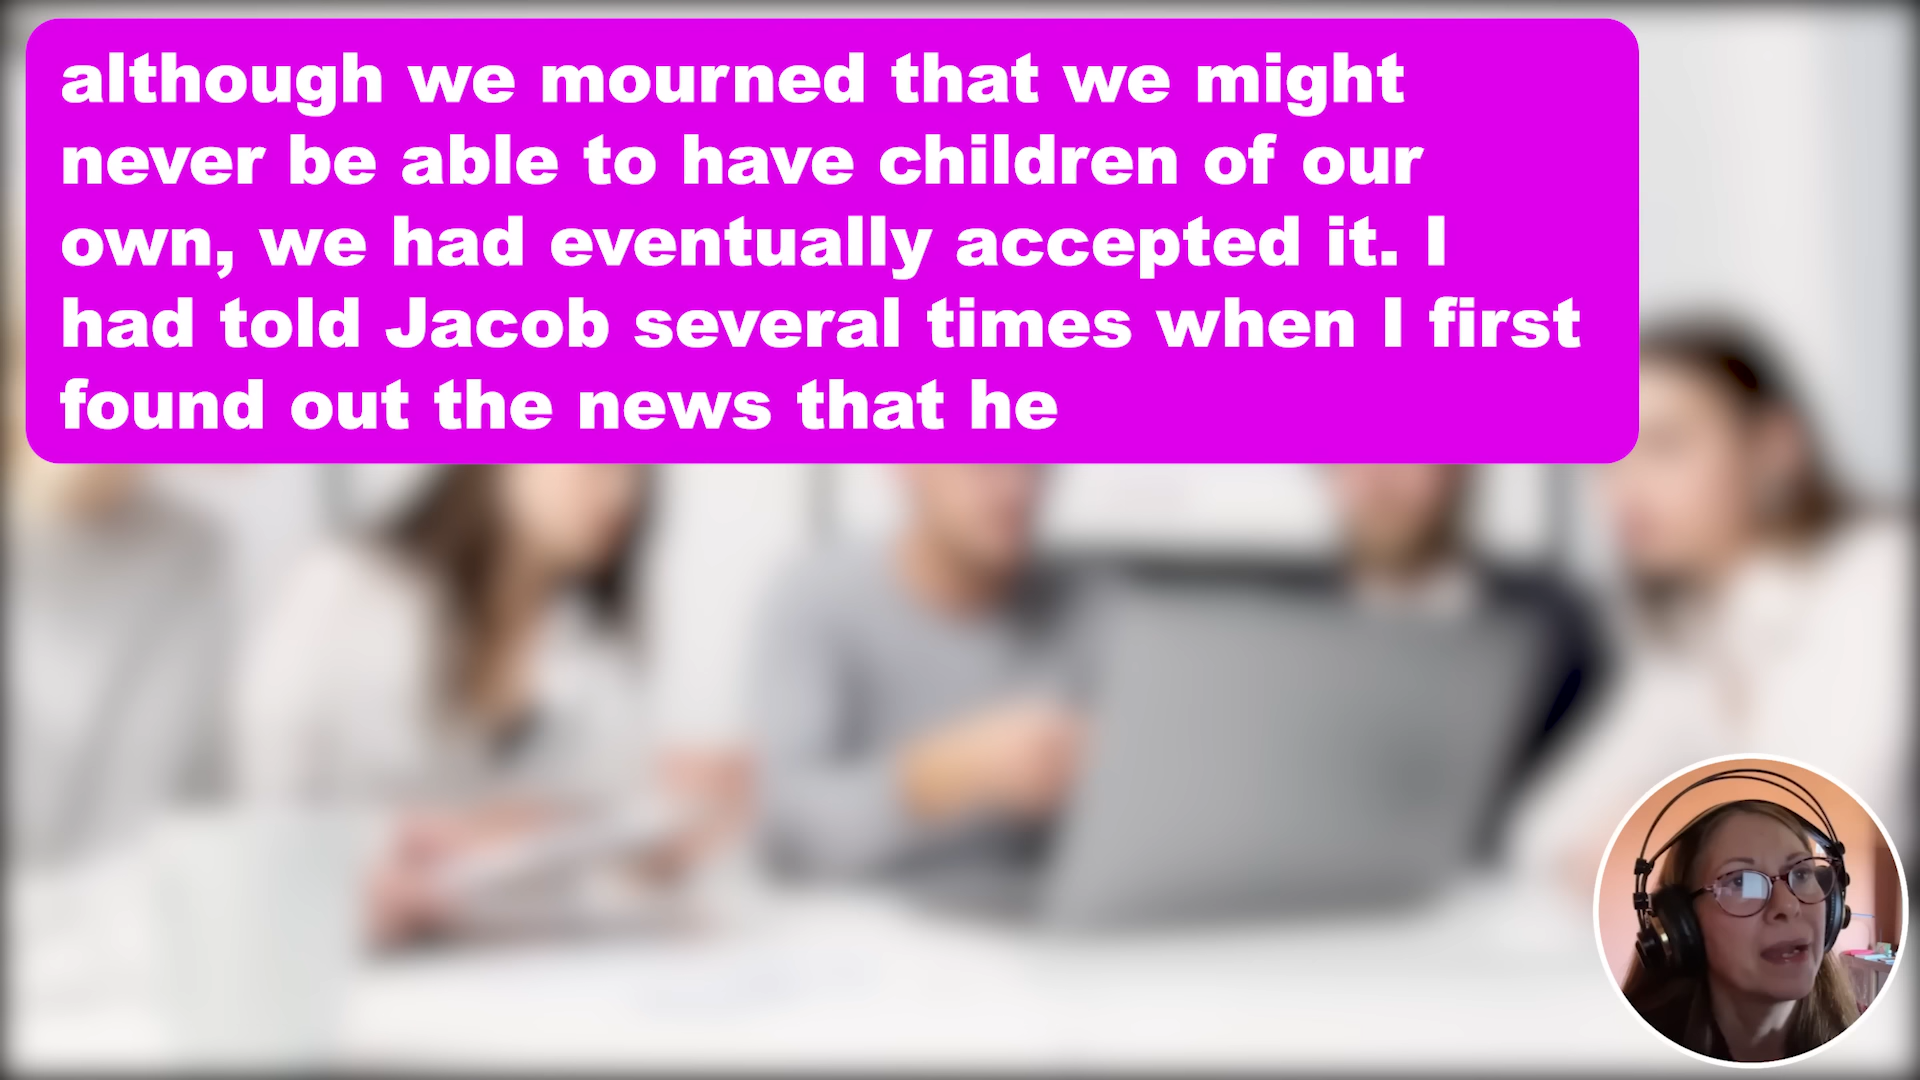 although we mourned that we might
never be able to have children of our
own, we had eventually accepted it. I
had told Jacob several times when I first
found out the news that he